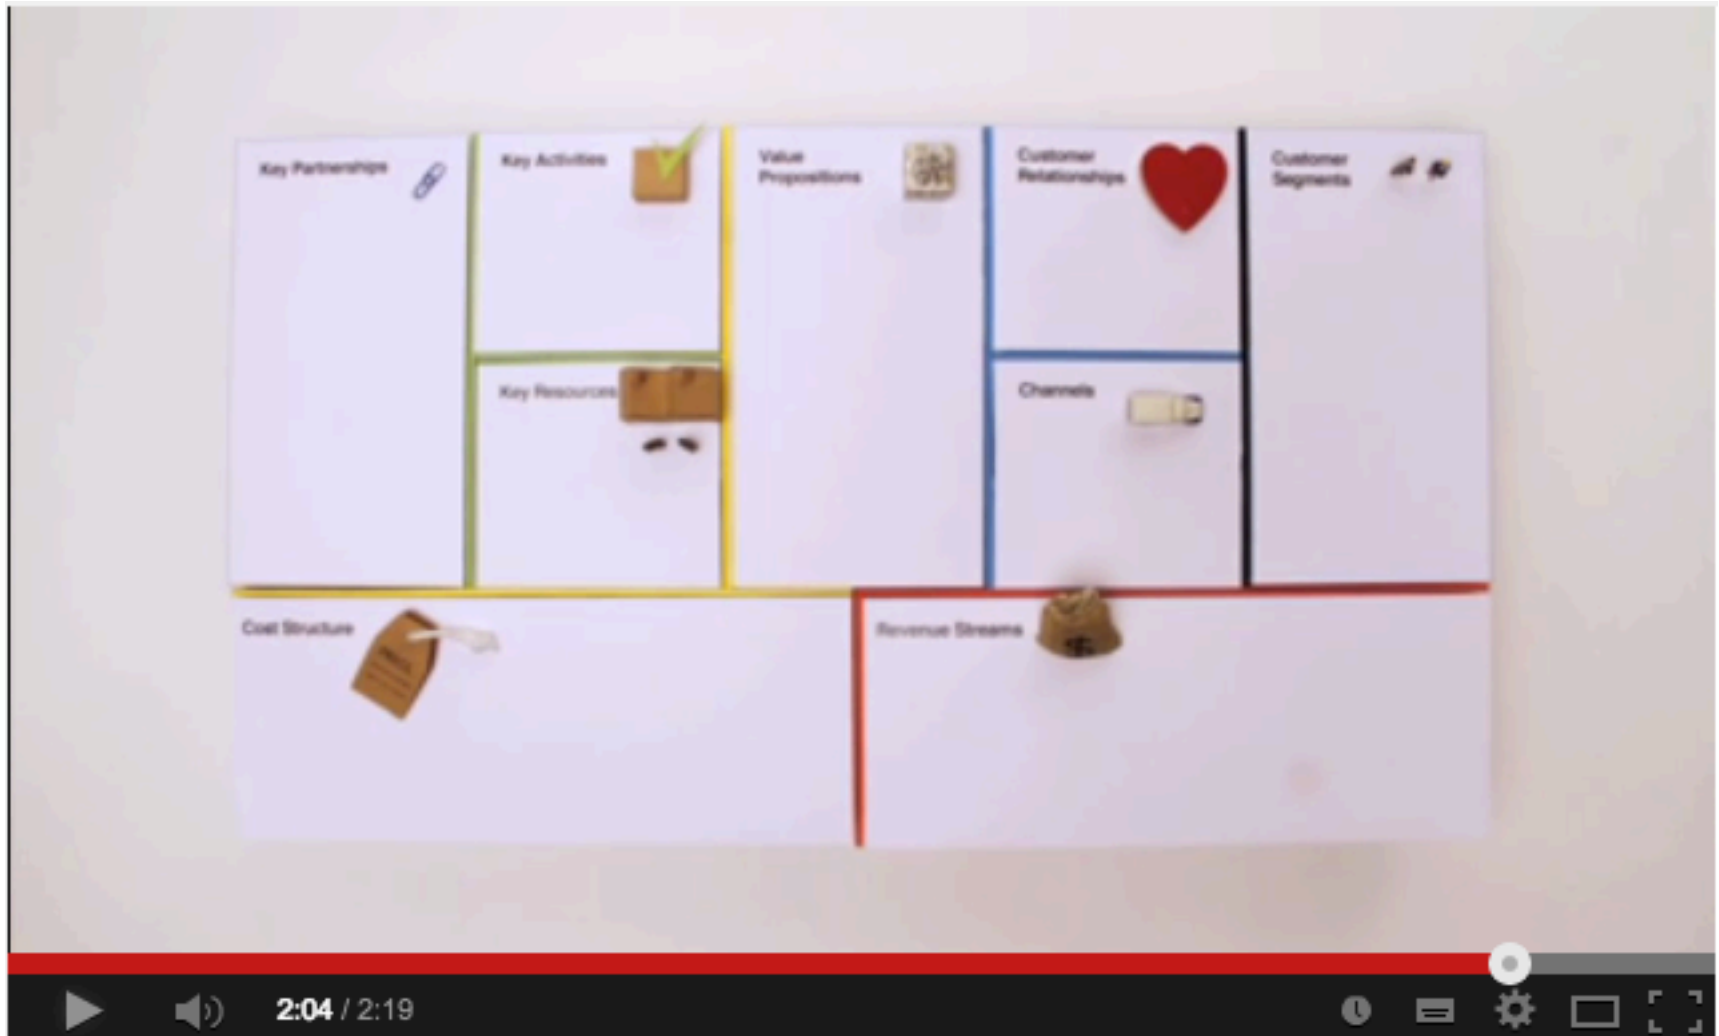 Key Partnerships
Key Activities
Value
Propositions
Customer
Relationships
Customer
Segments
Key Resources
Channels
Cost Structure
Revenue Streams
2:04 / 2:19